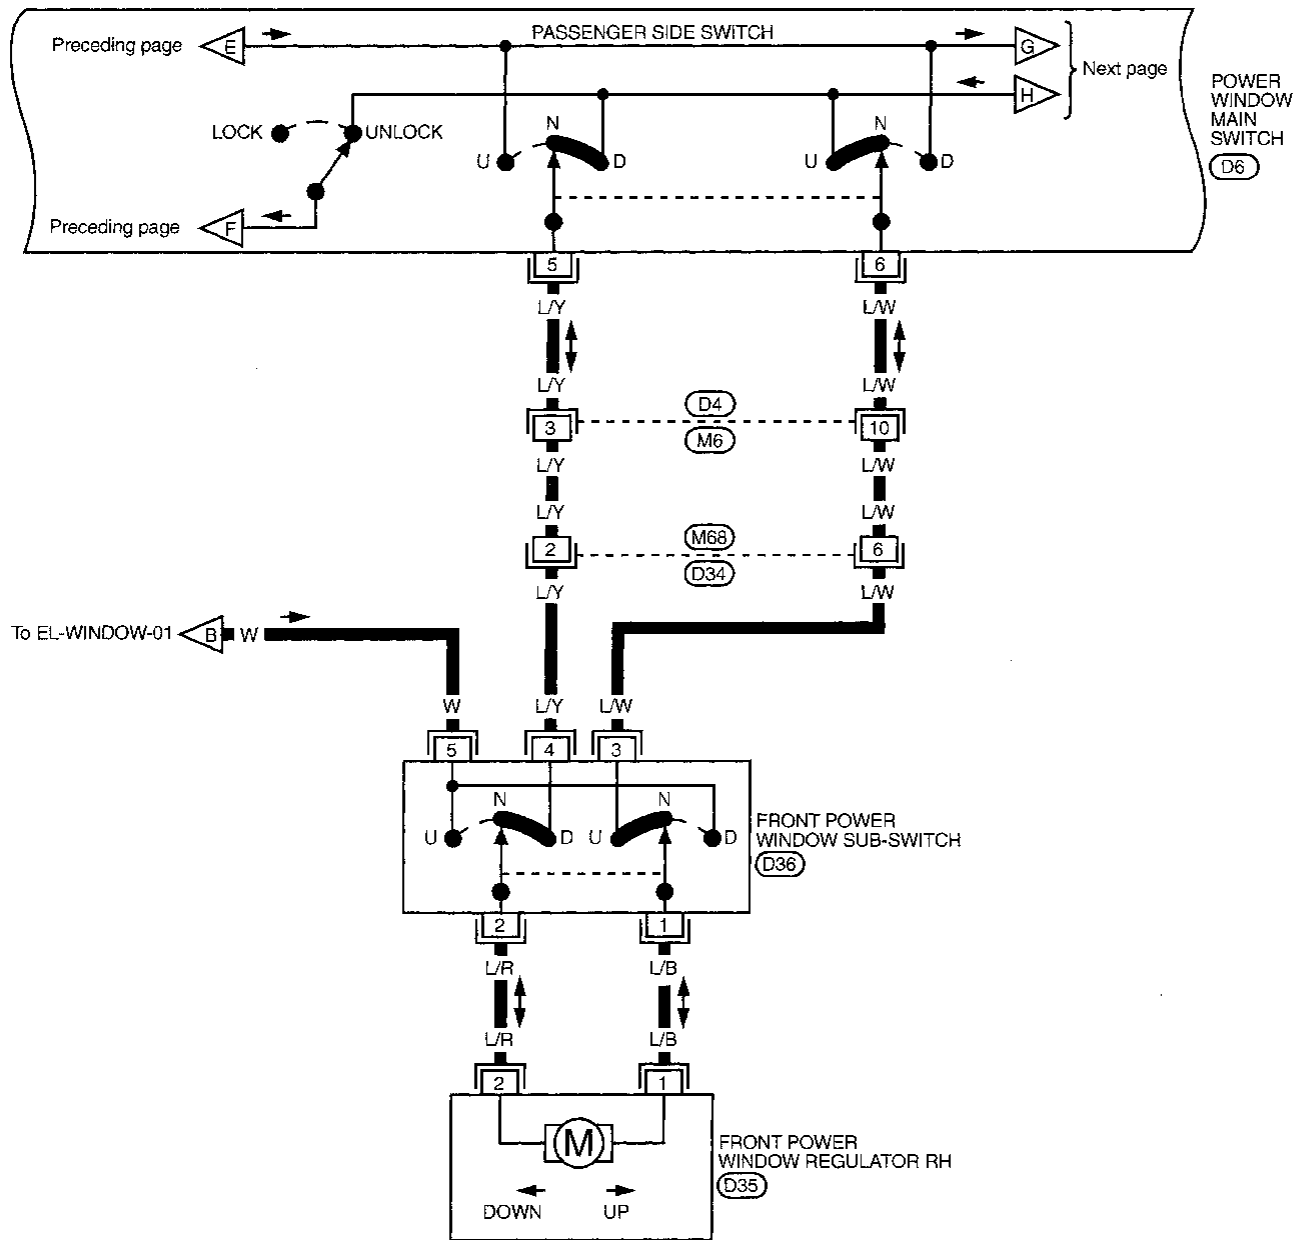 Preceding page
E
PASSENGER SIDE SWITCH
G
H
Next page
POWER
WINDOW
MAIN
SWITCH
D6
LOCK
UNLOCK
N
U
D
N
U
D
Preceding page
F
5
6
L/Y
L/W
L/Y
L/W
D4
3
10
M6
L/Y
L/W
L/Y
L/W
M68
2
6
D34
L/Y
L/W
To EL-WINDOW-01
B
W
W
L/Y
L/W
5
4
3
N
N
U
D
U
D
FRONT POWER
WINDOW SUB-SWITCH
D36
2
1
L/R
L/B
L/R
L/B
2
1
M
FRONT POWER
WINDOW REGULATOR RH
D35
DOWN
UP